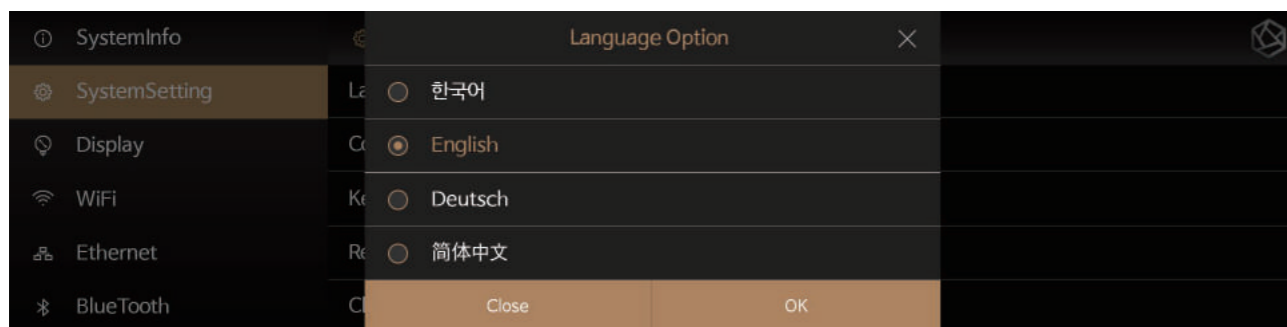 SystemInfo
SystemSetting
Display
WiFi
Ethernet
BlueTooth
Language Option
한국어
English
Deutsch
简体中文
Close
OK